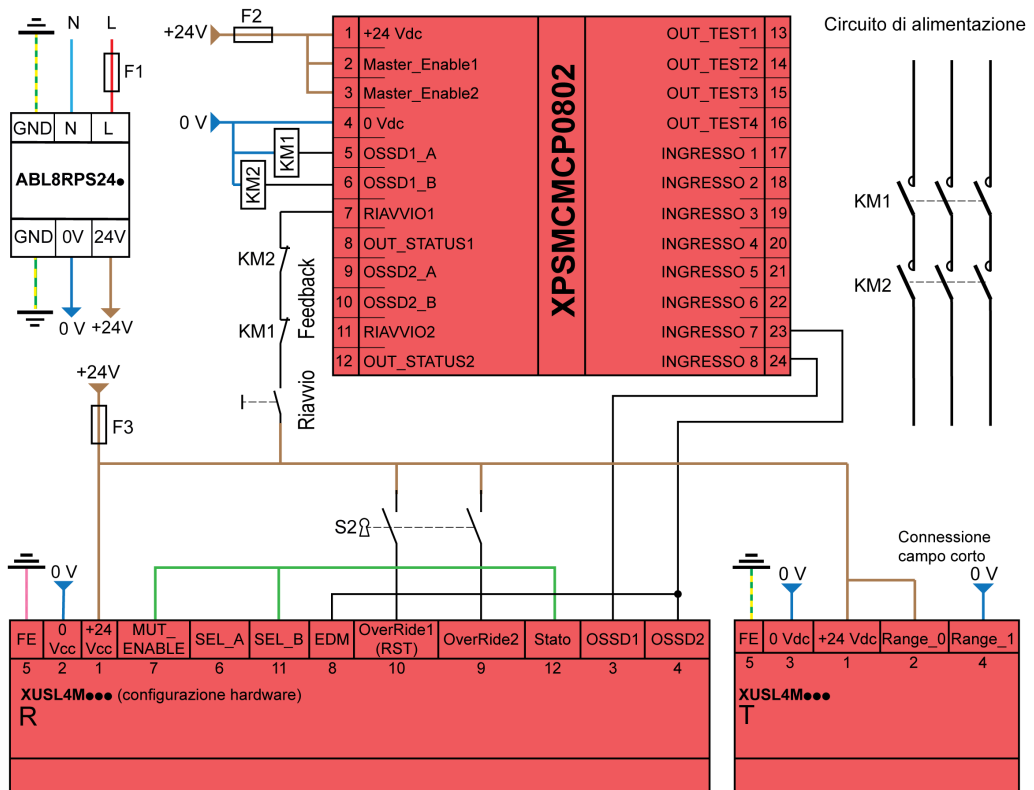 N L
F1
GND N L
ABL8RPS24●
GND 0V 24V
0 V +24V
+24V
F2
0 V
KM1
KM2
XPSMCMCP0802
1 +24 Vdc
2 Master_Enable1
3 Master_Enable2
4 0 Vdc
5 OSSD1_A
6 OSSD1_B
7 RIAVVIO1
8 OUT_STATUS1
9 OSSD2_A
10 OSSD2_B
11 RIAVVIO2
12 OUT_STATUS2
OUT_TEST1 13
OUT_TEST2 14
OUT_TEST3 15
OUT_TEST4 16
INGRESSO 1 17
INGRESSO 2 18
INGRESSO 3 19
INGRESSO 4 20
INGRESSO 5 21
INGRESSO 6 22
INGRESSO 7 23
INGRESSO 8 24
Circuito di alimentazione
KM1
KM2
KM2
KM1
Feedback
Riavvio
+24V
F3
S2
0 V
FE
0
Vcc
+24
Vcc
MUT_
ENABLE
SEL_A
SEL_B
EDM
OverRide1
(RST)
OverRide2
Stato
OSSD1
OSSD2
5 2 1 7 6 11 8 10 9 12 3 4
XUSL4M●●● (configurazione hardware)
R
Connessione
campo corto
0 V
0 V
FE 0 Vdc +24 Vdc Range_0 Range_1
5 3 1 2 4
XUSL4M●●●
T